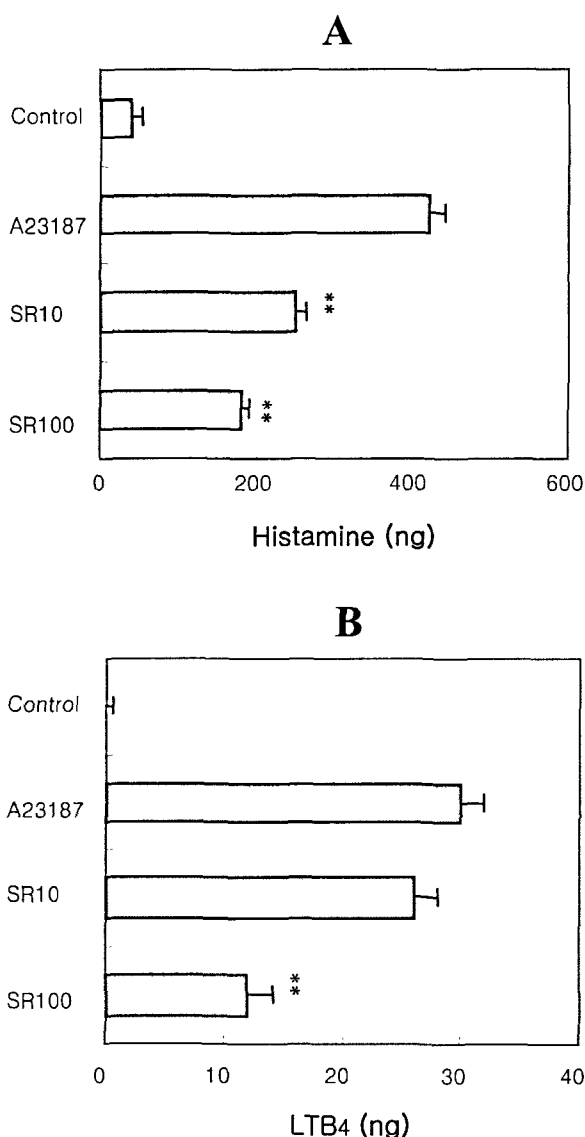 A
Control
A23187
SR10
**
SR100
**
0 200 400 600
Histamine (ng)
B
Control
A23187
SR10
SR100
**
0 10 20 30 40
LTB4 (ng)